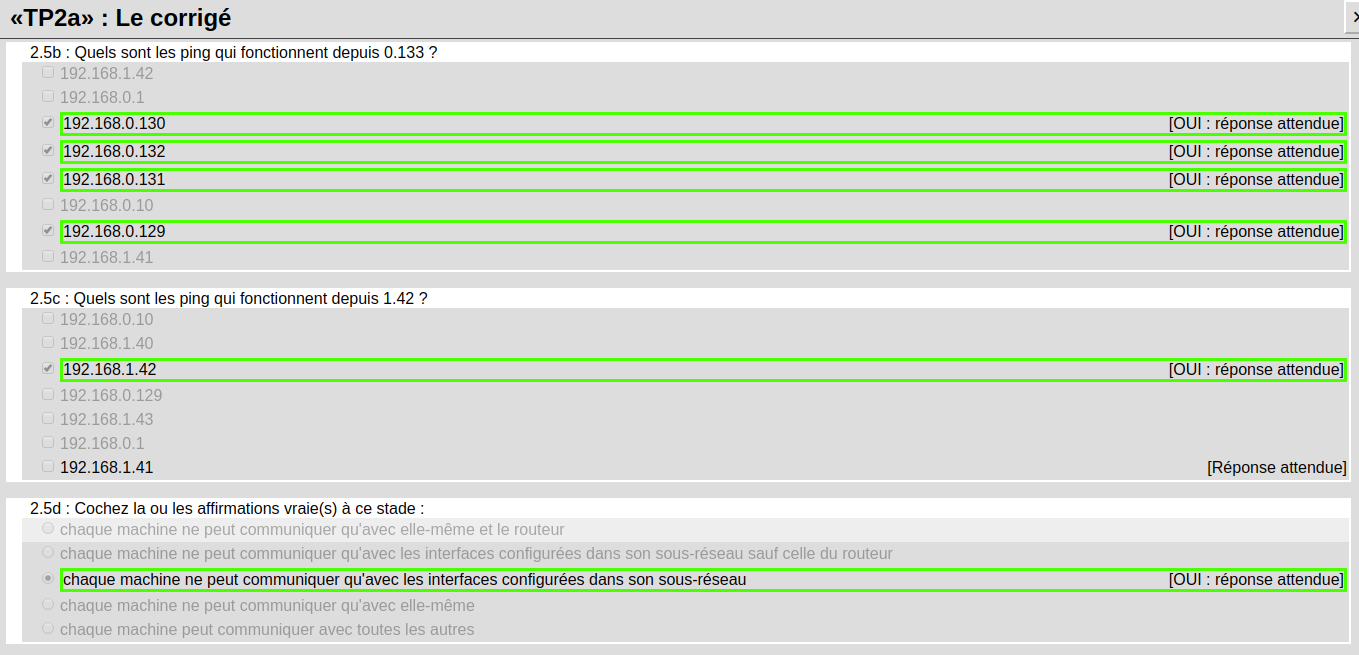 «TP2a» : Le corrigé
2.5b : Quels sont les ping qui fonctionnent depuis 0.133 ?
192.168.1.42
192.168.0.1
192.168.0.130 [OUI : réponse attendue]
192.168.0.132 [OUI : réponse attendue]
192.168.0.131 [OUI : réponse attendue]
192.168.0.10
192.168.0.129 [OUI : réponse attendue]
192.168.1.41
2.5c : Quels sont les ping qui fonctionnent depuis 1.42 ?
192.168.0.10
192.168.1.40
192.168.1.42 [OUI : réponse attendue]
192.168.0.129
192.168.1.43
192.168.0.1
192.168.1.41 [Réponse attendue]
2.5d : Cochez la ou les affirmations vraie(s) à ce stade :
chaque machine ne peut communiquer qu'avec elle-même et le routeur
chaque machine ne peut communiquer qu'avec les interfaces configurées dans son sous-réseau sauf celle du routeur
chaque machine ne peut communiquer qu'avec les interfaces configurées dans son sous-réseau [OUI : réponse attendue]
chaque machine ne peut communiquer qu'avec elle-même
chaque machine peut communiquer avec toutes les autres